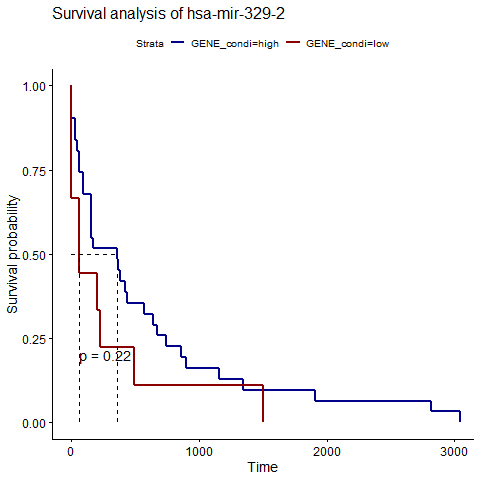 Survival analysis of hsa-mir-329-2
Strata GENE_condi=high GENE_condi=low
Survival probability
1.00
0.75
0.50
0.25
0.00
p = 0.22
0 1000 2000 3000
Time